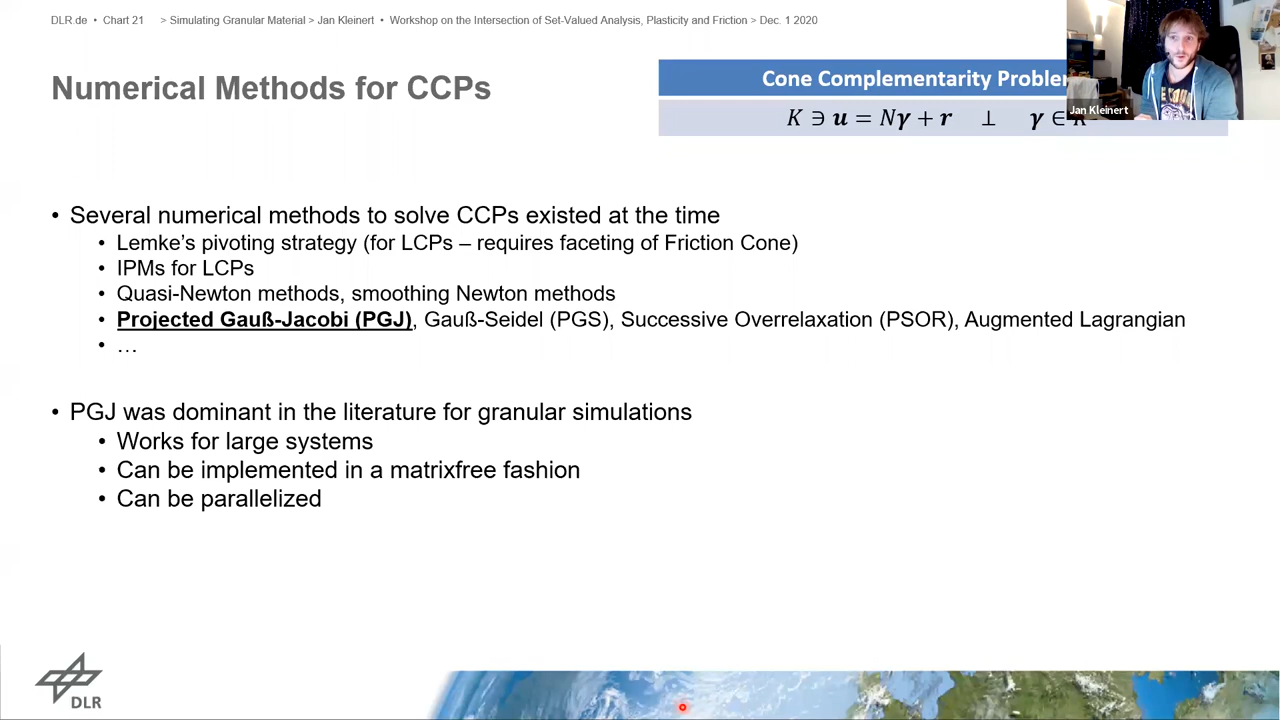 DLR.de • Chart 21 > Simulating Granular Material > Jan Kleinert • Workshop on the Intersection of Set-Valued Analysis, Plasticity and Friction > Dec. 1 2020
Numerical Methods for CCPs
Cone Complementarity
K ∋ u = Nγ + r ⊥ γ ∈ K
Jan Kleinert
• Several numerical methods to solve CCPs existed at the time
• Lemke's pivoting strategy (for LCPs – requires faceting of Friction Cone)
• IPMs for LCPs
• Quasi-Newton methods, smoothing Newton methods
• Projected Gauß-Jacobi (PGJ), Gauß-Seidel (PGS), Successive Overrelaxation (PSOR), Augmented Lagrangian
• …
• PGJ was dominant in the literature for granular simulations
• Works for large systems
• Can be implemented in a matrixfree fashion
• Can be parallelized
DLR